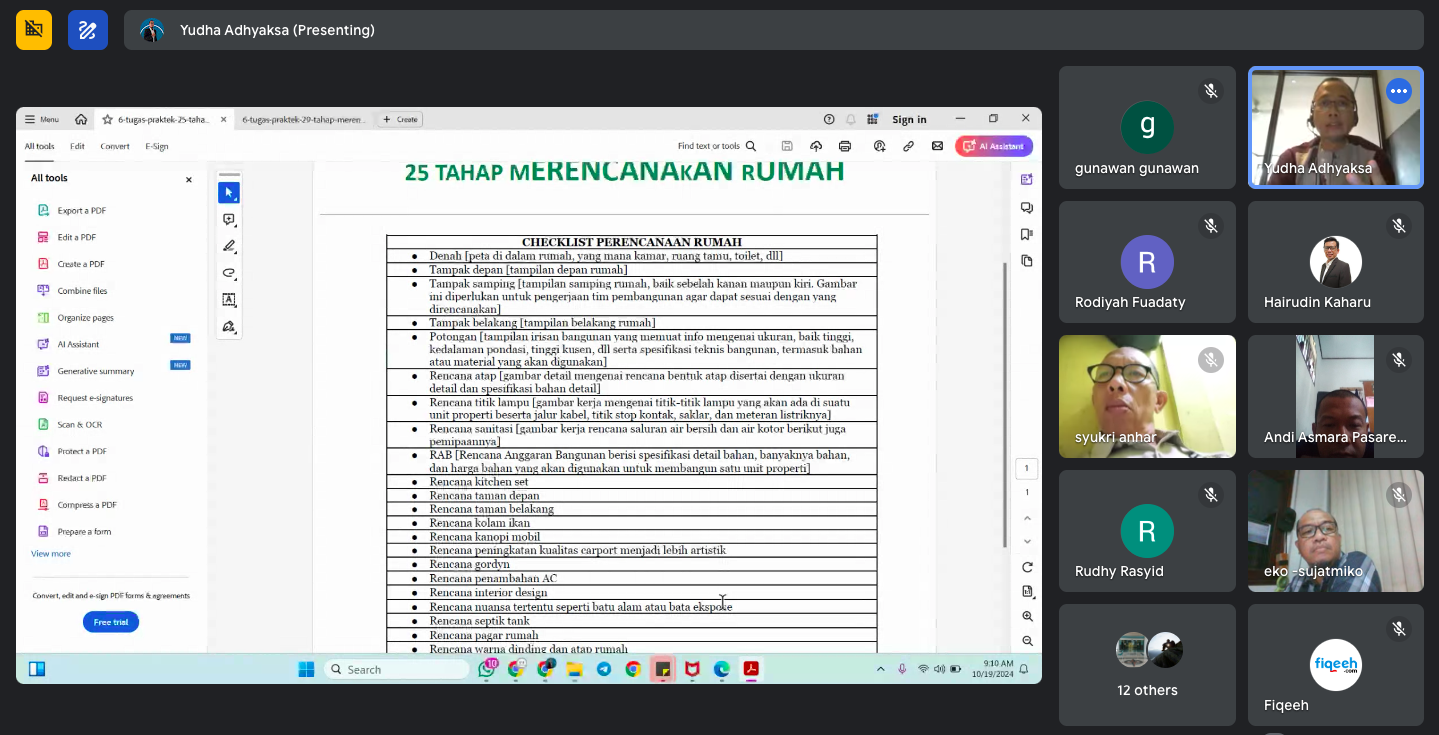 Yudha Adhyaksa (Presenting)
Menu
6-tugas-praktek-25-taha...
6-tugas-praktek-29-tahap-meren...
Create
Sign in
All tools
Edit
Convert
E-Sign
Find text or tools
AI Assistant
All tools
Export a PDF
Edit a PDF
Create a PDF
Combine files
Organize pages
AI Assistant
NEW
Generative summary
NEW
Request e-signatures
Scan & OCR
Protect a PDF
Redact a PDF
Compress a PDF
Prepare a form
View more
Convert, edit and e-sign PDF forms & agreements
Free trial
25 TAHAP MERENCANAKAN RUMAH
CHECKLIST PERENCANAAN RUMAH
● Denah [peta di dalam rumah, yang mana kamar, ruang tamu, toilet, dll]
● Tampak depan [tampilan depan rumah]
● Tampak samping [tampilan samping rumah, baik sebelah kanan maupun kiri. Gambar
ini diperlukan untuk pengerjaan tim pembangunan agar dapat sesuai dengan yang
direncanakan]
● Tampak belakang [tampilan belakang rumah]
● Potongan [tampilan irisan bangunan yang memuat info mengenai ukuran, baik tinggi,
kedalaman pondasi, tinggi kusen, dll serta spesifikasi teknis bangunan, termasuk bahan
atau material yang akan digunakan]
● Rencana atap [gambar detail mengenai rencana bentuk atap disertai dengan ukuran
detail dan spesifikasi bahan detail]
● Rencana titik lampu [gambar kerja mengenai titik-titik lampu yang akan ada di suatu
unit properti beserta jalur kabel, titik stop kontak, saklar, dan meteran listriknya]
● Rencana sanitasi [gambar kerja rencana saluran air bersih dan air kotor berikut juga
pemipaannya]
● RAB [Rencana Anggaran Bangunan berisi spesifikasi detail bahan, banyaknya bahan,
dan harga bahan yang akan digunakan untuk membangun satu unit properti]
● Rencana kitchen set
● Rencana taman depan
● Rencana taman belakang
● Rencana kolam ikan
● Rencana kanopi mobil
● Rencana peningkatan kualitas carport menjadi lebih artistik
● Rencana gordyn
● Rencana penambahan AC
● Rencana interior design
● Rencana nuansa tertentu seperti batu alam atau bata ekspose
● Rencana septik tank
● Rencana pagar rumah
● Rencana warna dinding dan atap rumah
1
1
Search
10
9:10 AM
10/19/2024
g
gunawan gunawan
Yudha Adhyaksa
R
Rodiyah Fuadaty
Hairudin Kaharu
syukri anhar
Andi Asmara Pasare...
R
Rudhy Rasyid
eko -sujatmiko
12 others
fiqeeh
.com
Fiqeeh